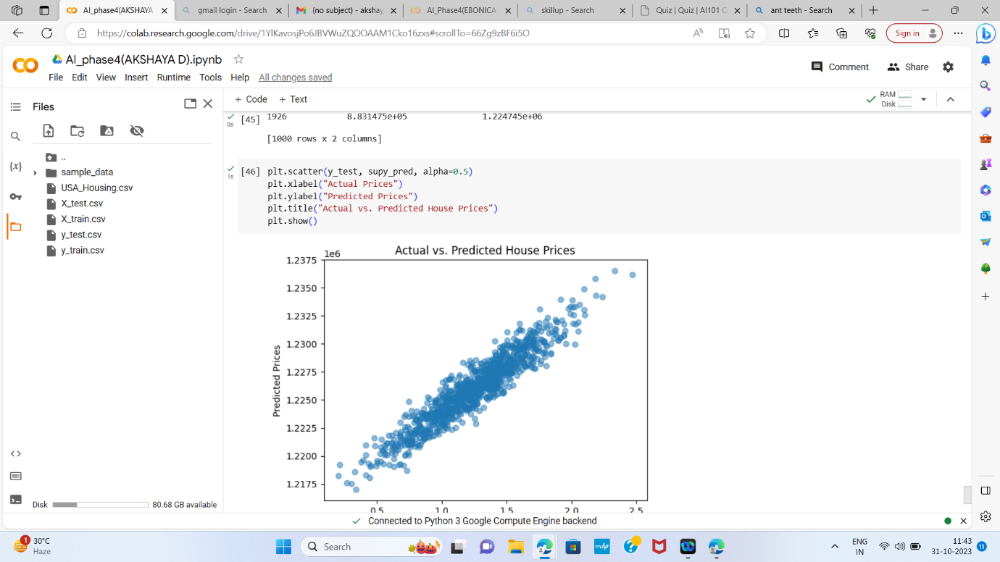 AI_phase4(AKSHAYA
gmail login - Search
(no subject) - akshay
AI_Phase4(EBONICA
skillup - Search
Quiz | Quiz | AI101 C
ant teeth - Search
https://colab.research.google.com/drive/1YlKavosjPo6JBVWuZQOOAAM1Cko16zxs#scrollTo=66Zg9zBF6i5O
Sign in
AI_phase4(AKSHAYA D).ipynb
File Edit View Insert Runtime Tools Help All changes saved
Comment
Share
Files
+ Code + Text
RAM
Disk
[45] 1926 8.831475e+05 1.224745e+06
0s
[1000 rows x 2 columns]
..
sample_data
USA_Housing.csv
X_test.csv
X_train.csv
y_test.csv
y_train.csv
{x}
1s
[46] plt.scatter(y_test, supy_pred, alpha=0.5)
plt.xlabel("Actual Prices")
plt.ylabel("Predicted Prices")
plt.title("Actual vs. Predicted House Prices")
plt.show()
Actual vs. Predicted House Prices
1e6
1.2375
1.2350
1.2325
1.2300
1.2275
1.2250
1.2225
1.2200
1.2175
Predicted Prices
0.5 1.0 1.5 2.0 2.5
Disk 80.68 GB available
Connected to Python 3 Google Compute Engine backend
1
30°C
Haze
Search
myhp
ENG
IN
11:43
31-10-2023
11